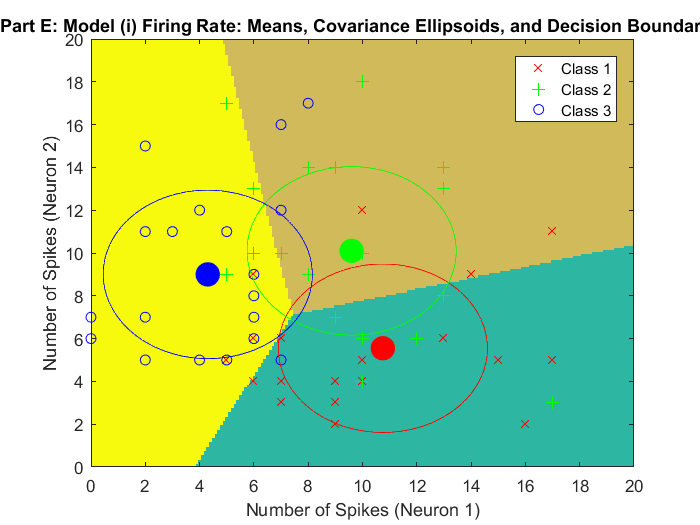 Part E: Model (i) Firing Rate: Means, Covariance Ellipsoids, and Decision Boundar
20
18
16
14
12
10
8
6
4
2
0
Number of Spikes (Neuron 2)
Class 1
Class 2
Class 3
0 2 4 6 8 10 12 14 16 18 20
Number of Spikes (Neuron 1)